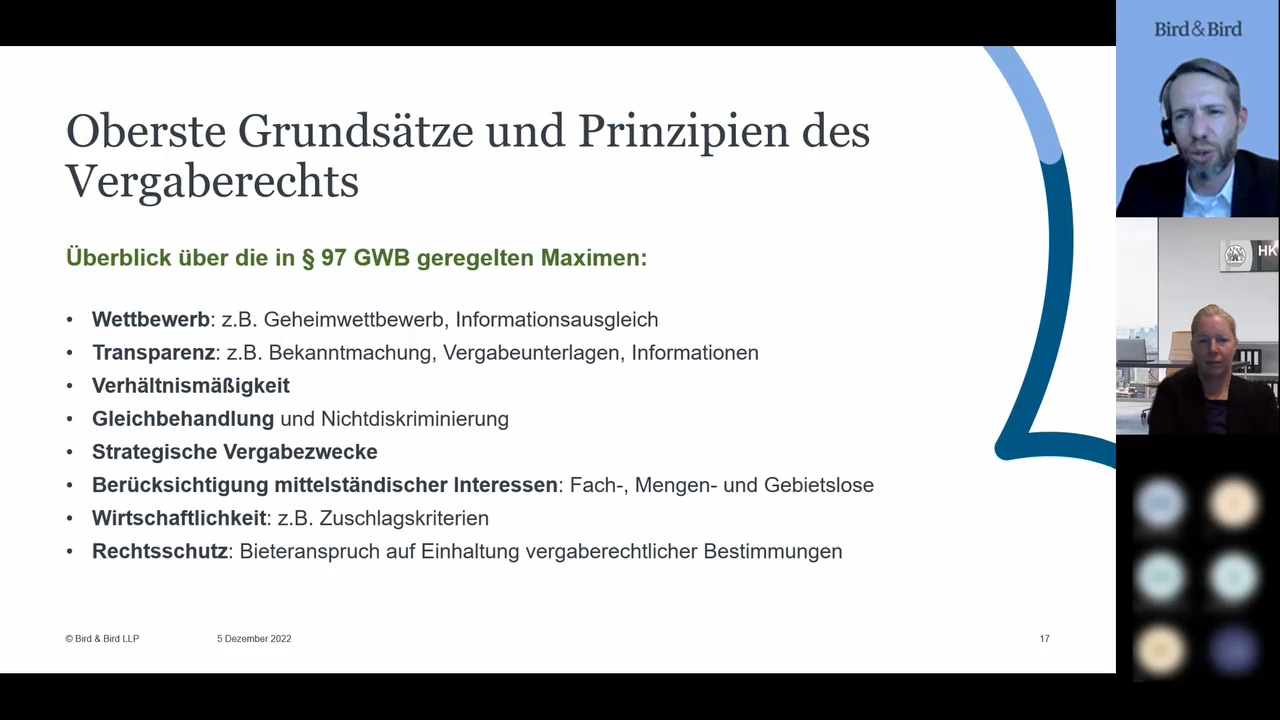 Oberste Grundsätze und Prinzipien des
Vergaberechts
Überblick über die in § 97 GWB geregelten Maximen:
• Wettbewerb: z.B. Geheimwettbewerb, Informationsausgleich
• Transparenz: z.B. Bekanntmachung, Vergabeunterlagen, Informationen
• Verhältnismäßigkeit
• Gleichbehandlung und Nichtdiskriminierung
• Strategische Vergabezwecke
• Berücksichtigung mittelständischer Interessen: Fach-, Mengen- und Gebietslose
• Wirtschaftlichkeit: z.B. Zuschlagskriterien
• Rechtsschutz: Bieteranspruch auf Einhaltung vergaberechtlicher Bestimmungen
© Bird & Bird LLP
5 Dezember 2022
17
Bird & Bird
HK